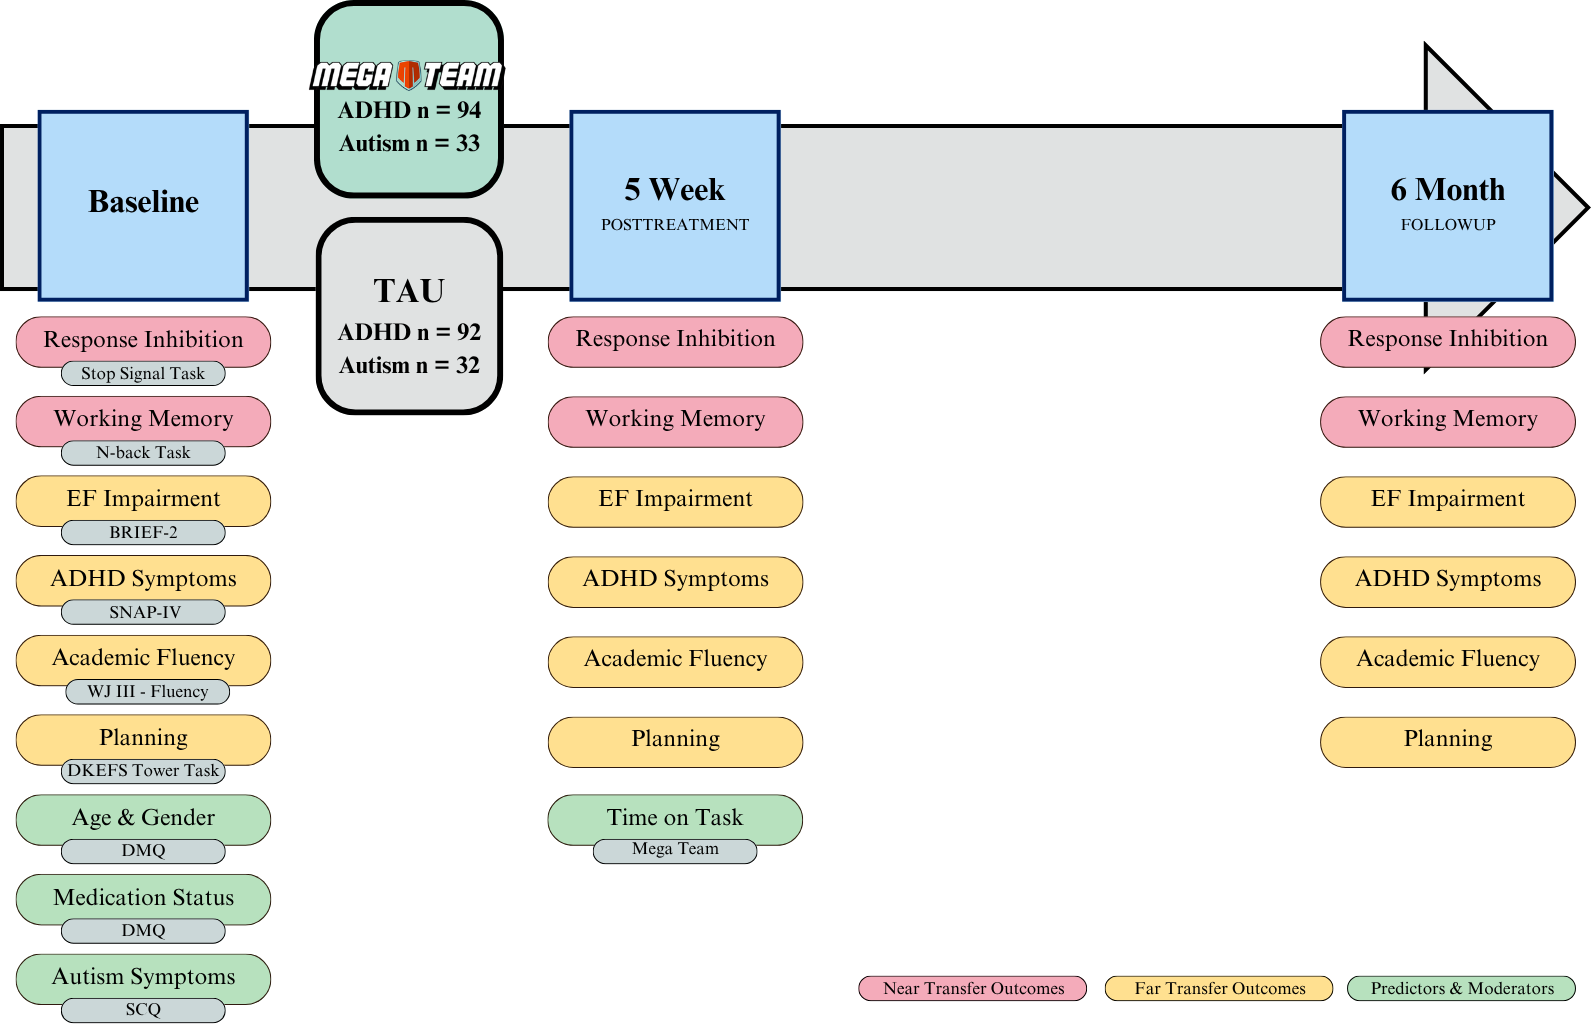 MEGA TEAM
ADHD n = 94
Autism n = 33
Baseline
5 Week
POSTTREATMENT
6 Month
FOLLOWUP
TAU
ADHD n = 92
Autism n = 32
Response Inhibition
Stop Signal Task
Working Memory
N-back Task
EF Impairment
BRIEF-2
ADHD Symptoms
SNAP-IV
Academic Fluency
WJ III - Fluency
Planning
DKEFS Tower Task
Age & Gender
DMQ
Medication Status
DMQ
Autism Symptoms
SCQ
Response Inhibition
Working Memory
EF Impairment
ADHD Symptoms
Academic Fluency
Planning
Time on Task
Mega Team
Response Inhibition
Working Memory
EF Impairment
ADHD Symptoms
Academic Fluency
Planning
Near Transfer Outcomes
Far Transfer Outcomes
Predictors & Moderators